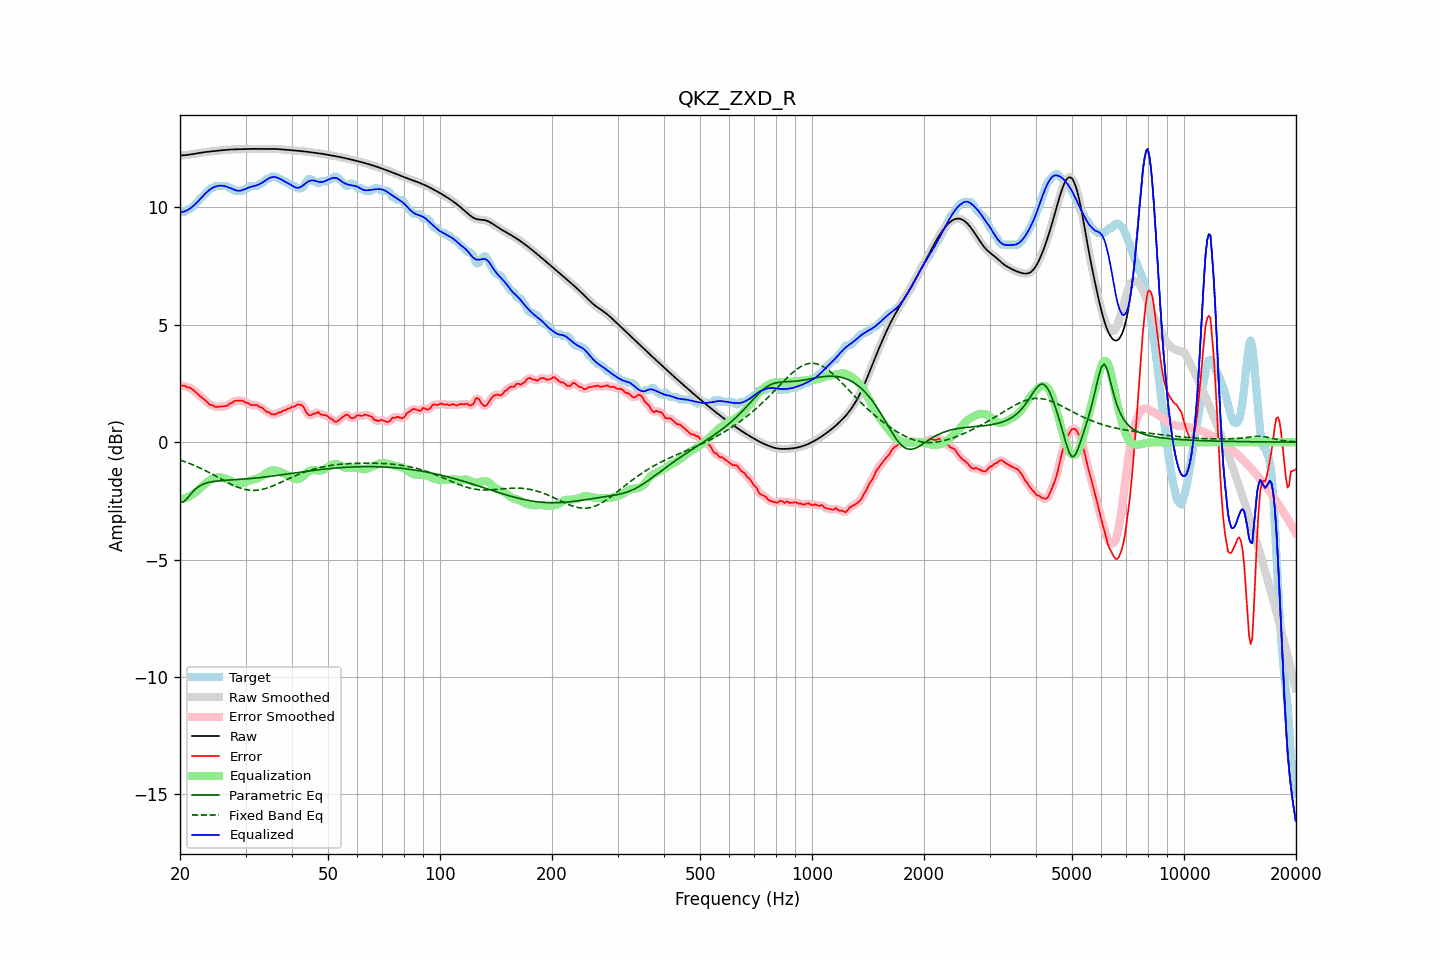 QKZ_ZXD_R
Amplitude (dBr)
10
5
0
−5
−10
−15
Target
Raw Smoothed
Error Smoothed
Raw
Error
Equalization
Parametric Eq
Fixed Band Eq
Equalized
20 50 100 200 500 1000 2000 5000 10000 20000
Frequency (Hz)